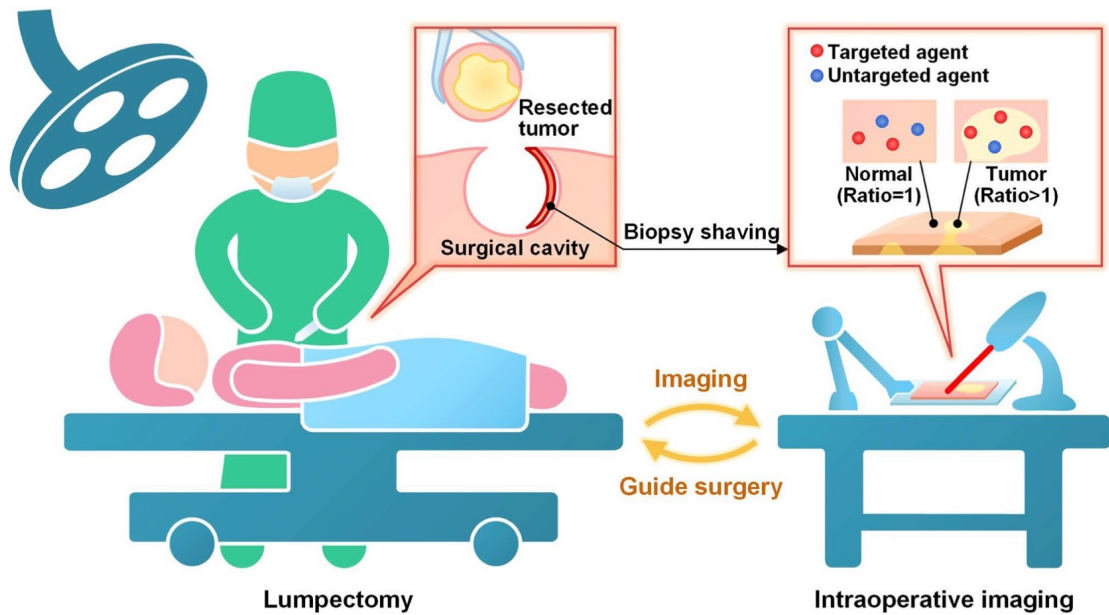 Targeted agent
Untargeted agent
Resected
tumor
Normal
(Ratio=1)
Tumor
(Ratio>1)
Surgical cavity
Biopsy shaving
Imaging
Guide surgery
Lumpectomy
Intraoperative imaging